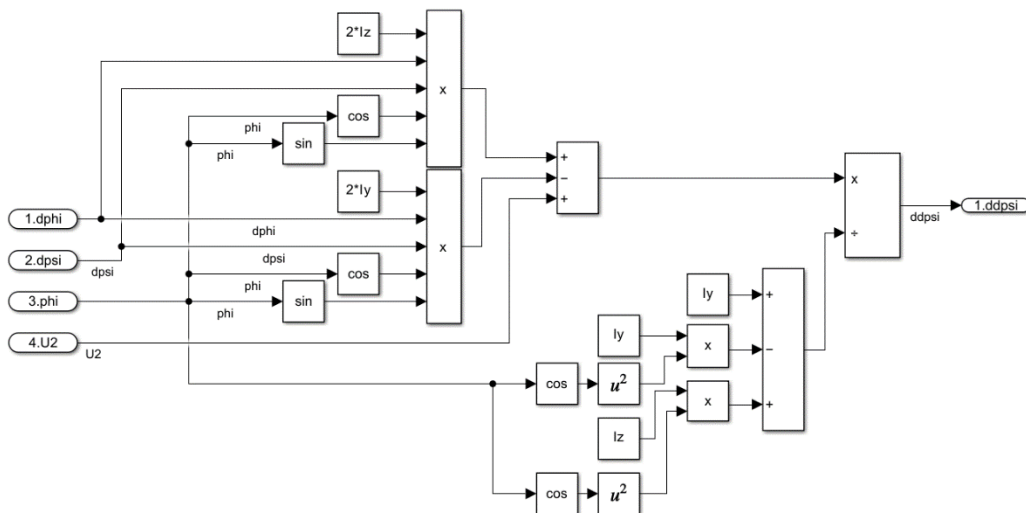 2*Iz
x
cos
phi
sin
phi
+
−
+
x
÷
2*Iy
x
1.dphi
dphi
ddpsi
1.ddpsi
2.dpsi
dpsi
dpsi
cos
3.phi
phi
sin
phi
Iy
+
4.U2
U2
Iy
x
−
cos
u²
x
+
Iz
cos
u²